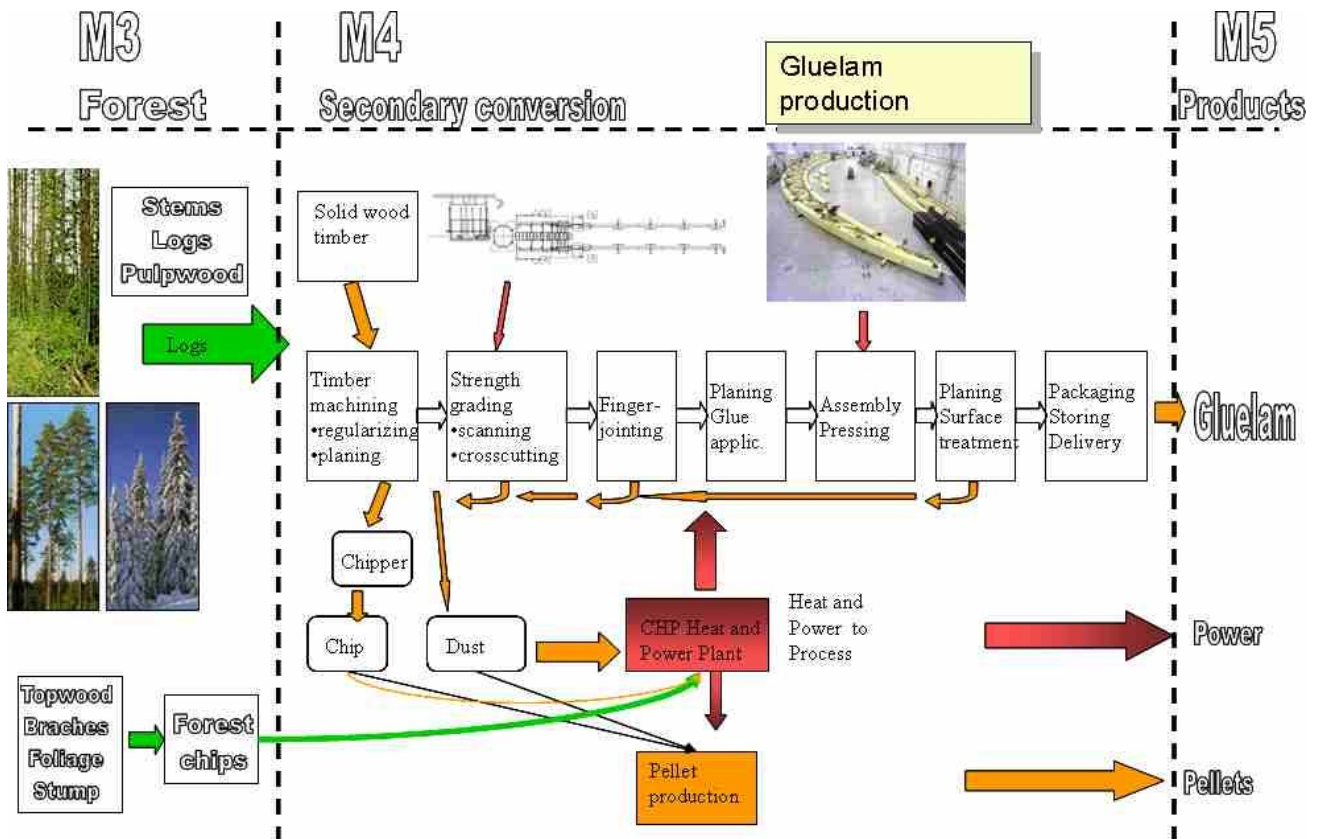 M3
Forest
M4
Secondary conversion
Gluelam
production
M5
Products
Stems
Logs
Pulpwood
Solid wood
timber
Logs
Timber
machining
•regularizing
•planing
Strength
grading
•scanning
•crosscutting
Finger-
jointing
Planing
Glue
applic.
Assembly
Pressing
Planing
Surface
treatment
Packaging
Storing
Delivery
Gluelam
Chipper
Chip
Dust
CHP Heat and
Power Plant
Heat and
Power to
Process
Power
Topwood
Braches
Foliage
Stump
Forest
chips
Pellet
production
Pellets